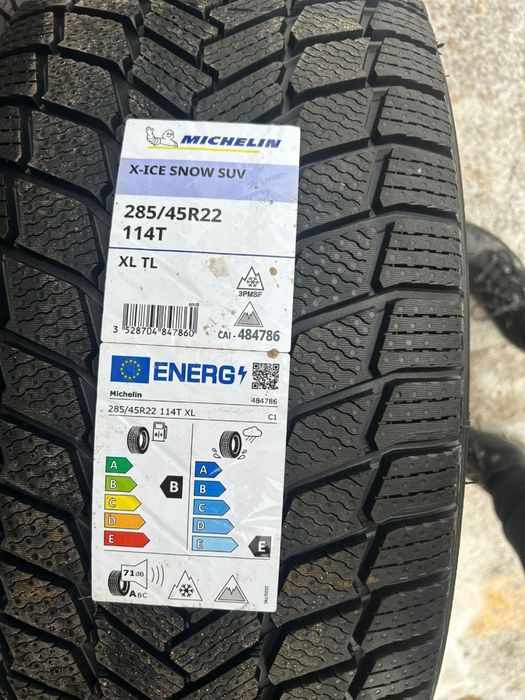 MICHELIN
X-ICE SNOW SUV
285/45R22
114T
XL TL
3PMSF
3 528704 847860
CAI - 484786
ENERG
Michelin
484786
285/45R22 114T XL
C1
A
B
C
D
E
B
A
B
C
D
E
E
71dB
ABC